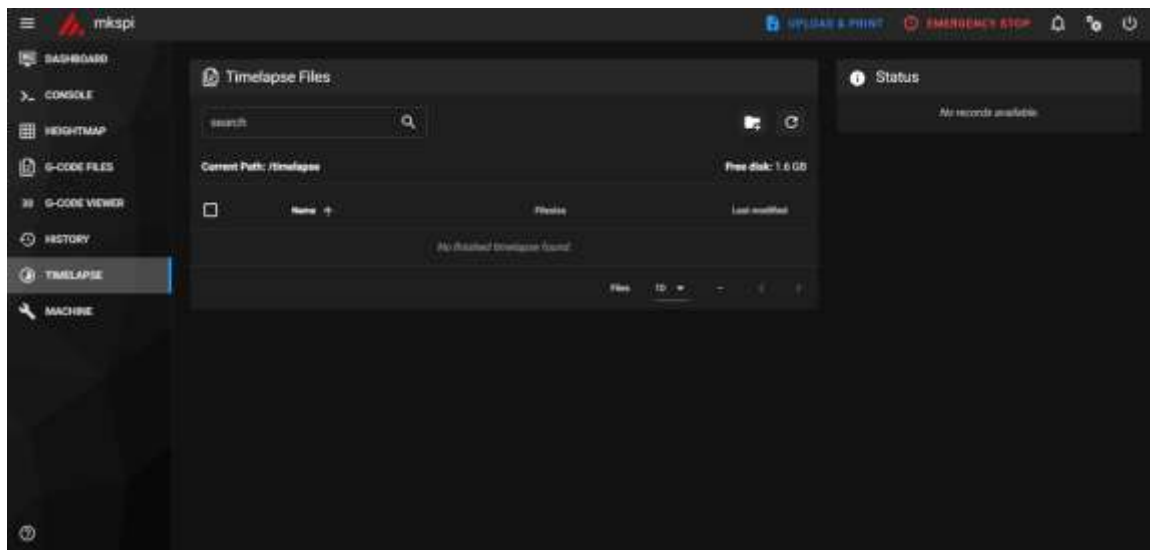 mkspi
UPLOAD & PRINT
EMERGENCY STOP
DASHBOARD
CONSOLE
HEIGHTMAP
G-CODE FILES
G-CODE VIEWER
HISTORY
TIMELAPSE
MACHINE
Timelapse Files
search
Current Path: /timelapse
Free disk: 1.6 GB
Name
Filesize
Last modified
No finished timelapse found
Files
10
–
Status
No records available